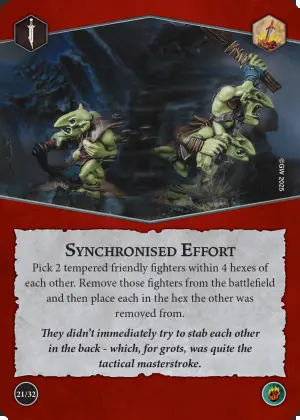 ©GW 2025
SYNCHRONISED EFFORT
Pick 2 tempered friendly fighters within 4 hexes of
each other. Remove those fighters from the battlefield
and then place each in the hex the other was
removed from.
They didn't immediately try to stab each other
in the back - which, for grots, was quite the
tactical masterstroke.
21/32